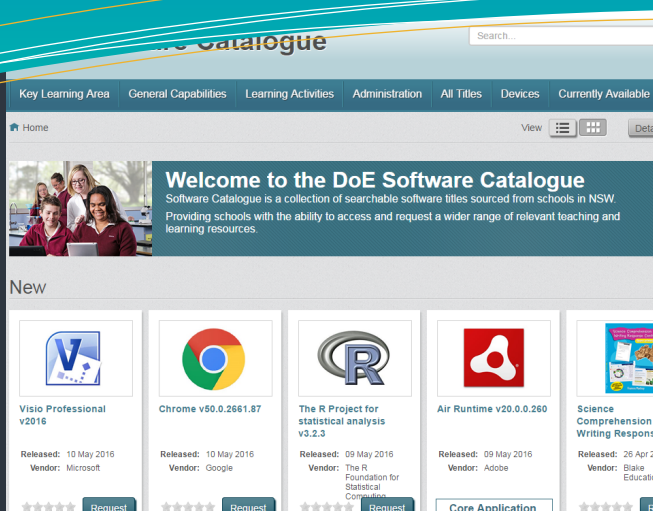 Catalogue
Search...
Key Learning Area General Capabilities Learning Activities Administration All Titles Devices Currently Available
Home
View
Welcome to the DoE Software Catalogue
Software Catalogue is a collection of searchable software titles sourced from schools in NSW.
Providing schools with the ability to access and request a wider range of relevant teaching and
learning resources.
New
Visio Professional
v2016
Released: 10 May 2016
Vendor: Microsoft
Request
Chrome v50.0.2661.87
Released: 10 May 2016
Vendor: Google
Request
The R Project for
statistical analysis
v3.2.3
Released: 09 May 2016
Vendor: The R
Foundation for
Statistical
Computing
Request
Air Runtime v20.0.0.260
Released: 09 May 2016
Vendor: Adobe
Core Application
Science
Comprehension
Writing Respons
Released: 26 Apr 2
Vendor: Blake
Educati